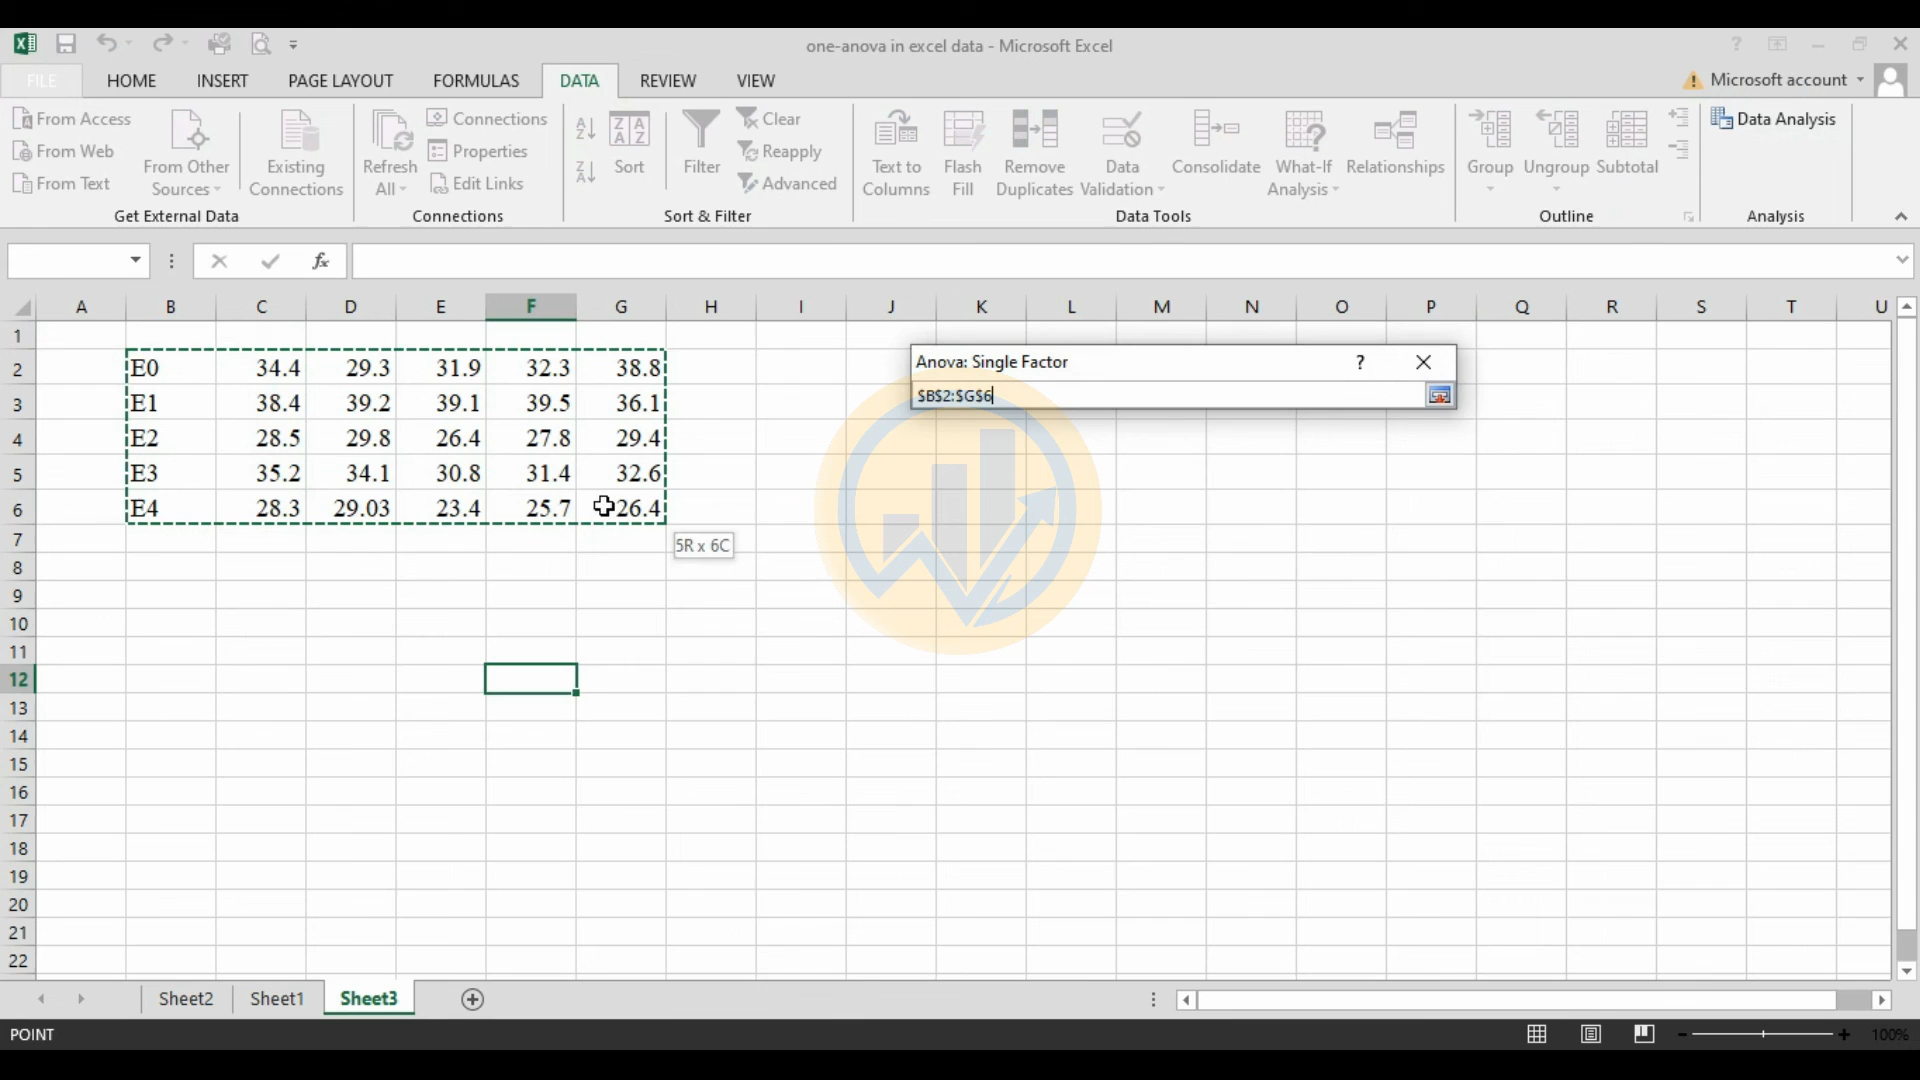 one-anova in excel data - Microsoft Excel
FILE HOME INSERT PAGE LAYOUT FORMULAS DATA REVIEW VIEW Microsoft account
From Access
From Web
From Text
From Other Sources
Existing Connections
Get External Data
Refresh All
Connections
Properties
Edit Links
Connections
Sort
Filter
Clear
Reapply
Advanced
Sort & Filter
Text to Columns
Flash Fill
Remove Duplicates
Data Validation
Consolidate
What-If Analysis
Relationships
Data Tools
Group
Ungroup
Subtotal
Outline
Data Analysis
Analysis
fx
A B C D E F G H I J K L M N O P Q R S T U
1
2 E0 34.4 29.3 31.9 32.3 38.8
3 E1 38.4 39.2 39.1 39.5 36.1
4 E2 28.5 29.8 26.4 27.8 29.4
5 E3 35.2 34.1 30.8 31.4 32.6
6 E4 28.3 29.03 23.4 25.7 26.4
7
8
9
10
11
12
13
14
15
16
17
18
19
20
21
22
5R x 6C
Anova: Single Factor ?
$B$2:$G$6
Sheet2 Sheet1 Sheet3
POINT
100%